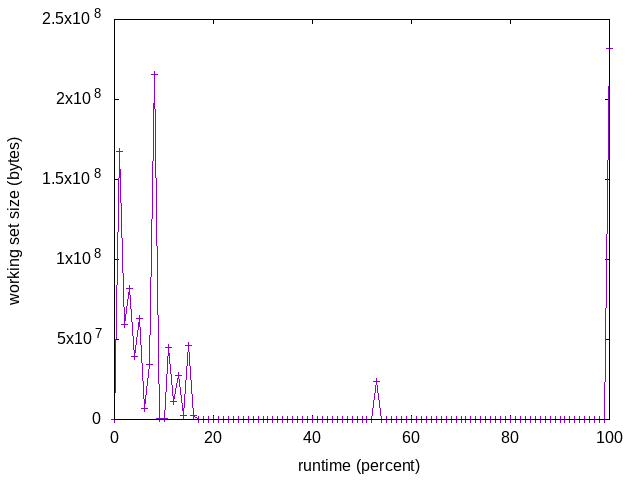 2.5x10^8
2x10^8
1.5x10^8
1x10^8
5x10^7
0
working set size (bytes)
0 20 40 60 80 100
runtime (percent)